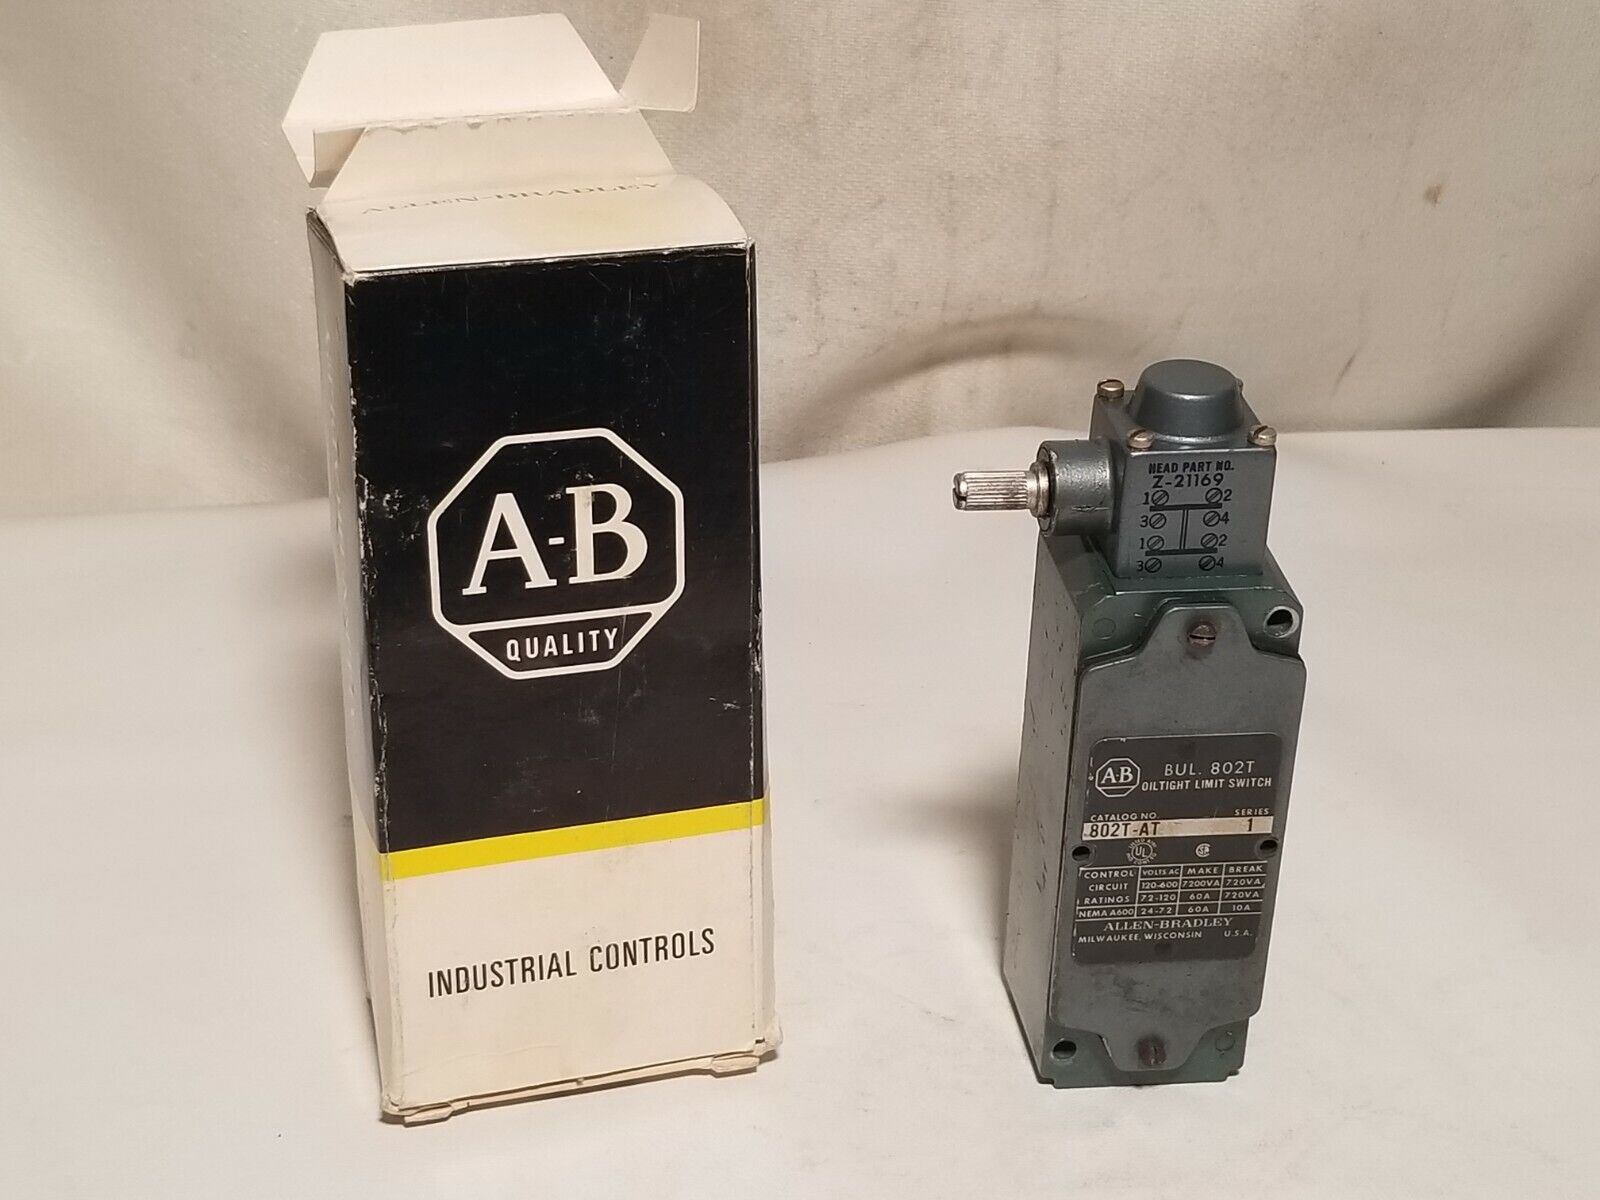 ALLEN-BRADLEY
A-B
QUALITY
INDUSTRIAL CONTROLS
HEAD PART NO.
Z-21169
1 2
3 4
1 2
3 4
A-B
BUL. 802T
OILTIGHT LIMIT SWITCH
CATALOG NO. SERIES
802T-AT 1
UL
CONTROL VOLTS AC MAKE BREAK
CIRCUIT 120-600 7200VA 720VA
RATINGS 72-120 60A 720VA
NEMA A600 24-72 60A 10A
ALLEN-BRADLEY
MILWAUKEE, WISCONSIN U.S.A.